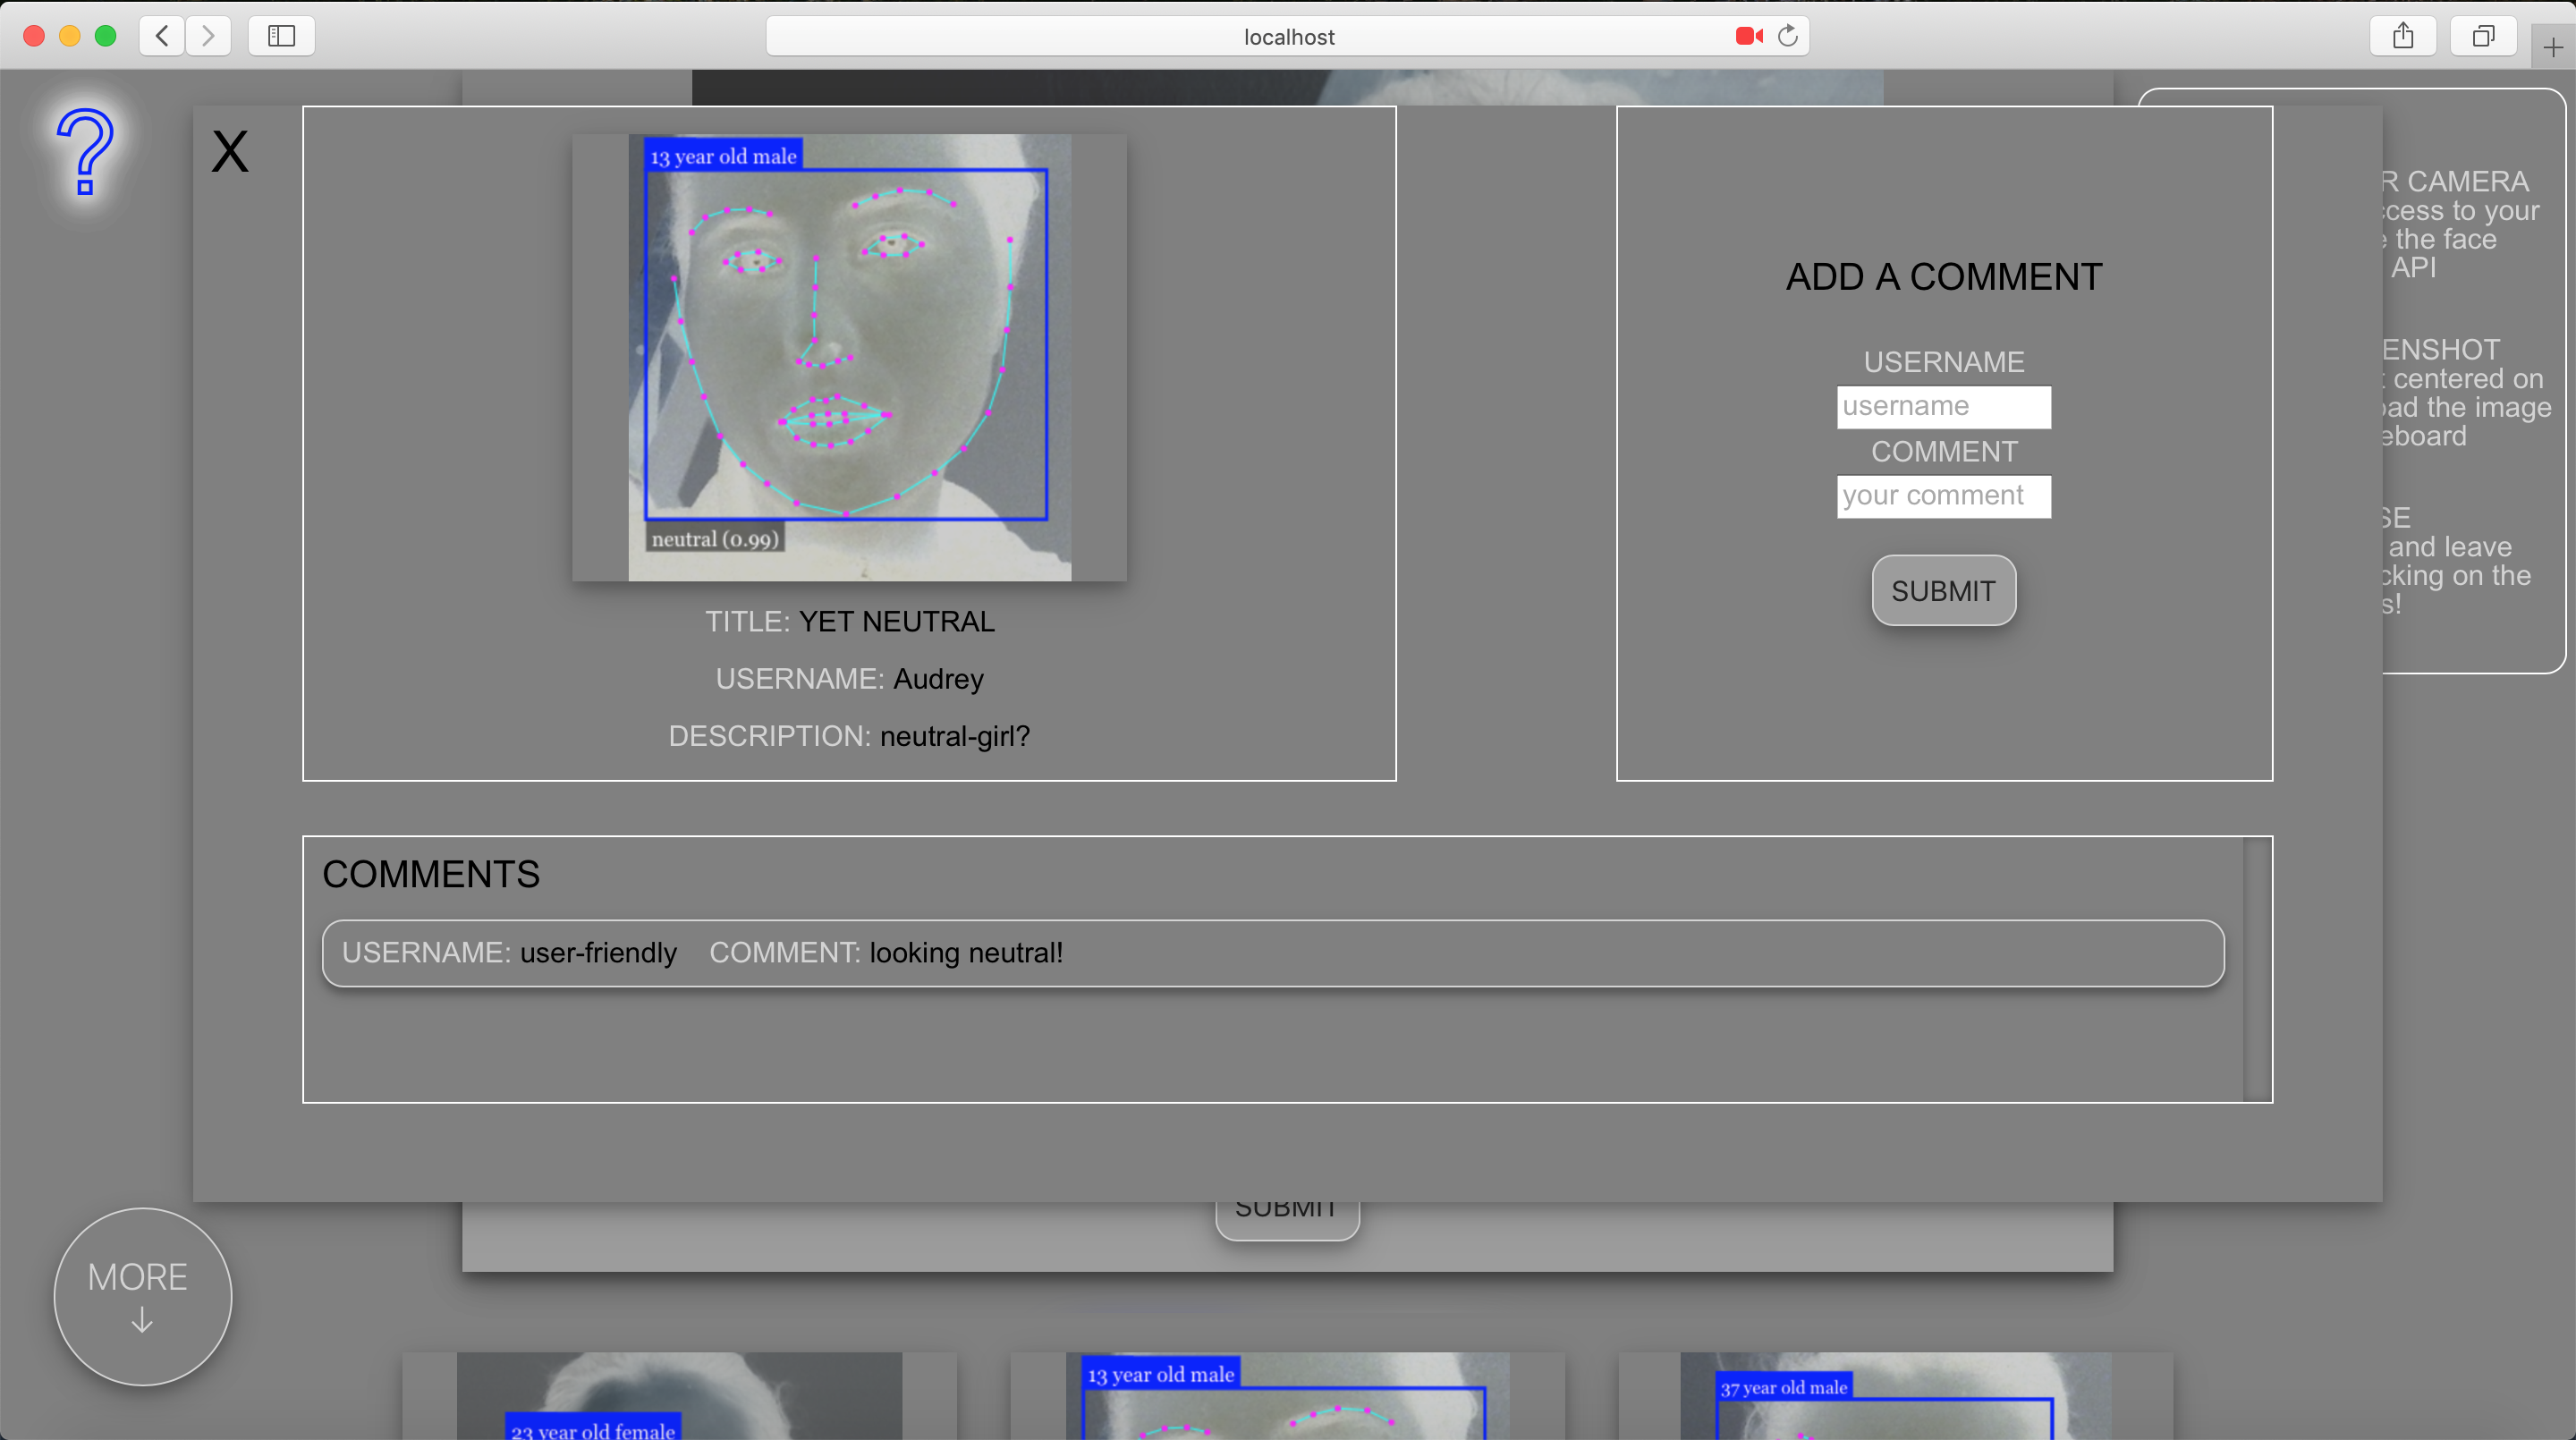 localhost
?
X
13 year old male
neutral (0.99)
TITLE: YET NEUTRAL
USERNAME: Audrey
DESCRIPTION: neutral-girl?
ADD A COMMENT
USERNAME
username
COMMENT
your comment
SUBMIT
R CAMERA
ccess to your
e the face
API
ENSHOT
t centered on
oad the image
eboard
SE
and leave
cking on the
s!
COMMENTS
USERNAME: user-friendly COMMENT: looking neutral!
SUBMIT
MORE
↓
23 year old female
13 year old male
37 year old male